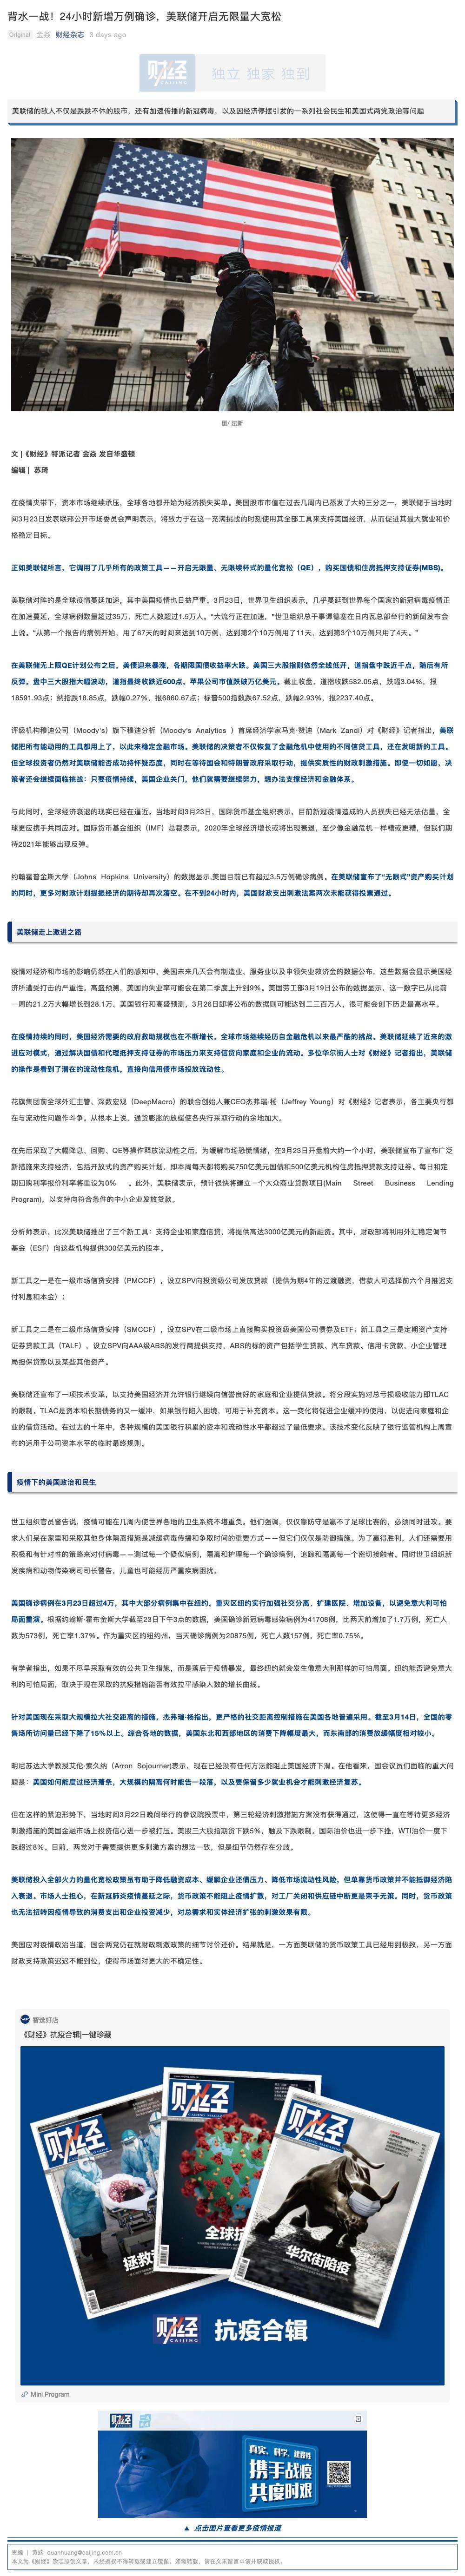 背水一战！24小时新增万例确诊，美联储开启无限量大宽松
Original 金焱 财经杂志 3 days ago
财经 独立 独家 独到
美联储的敌人不仅是跌跌不休的股市，还有加速传播的新冠病毒，以及因经济停摆引发的一系列社会民生和美国式两党政治等问题
图/ 法新
文 |《财经》特派记者 金焱 发自华盛顿
编辑 | 苏琦
在疫情夹带下，资本市场继续承压，全球各地都开始为经济损失买单。美国股市市值在过去几周内已蒸发了大约三分之一，美联储于当地时
间3月23日发表联邦公开市场委员会声明表示，将致力于在这一充满挑战的时刻使用其全部工具来支持美国经济，从而促进其最大就业和价
格稳定目标。
正如美联储所言，它调用了几乎所有的政策工具——开启无限量、无限续杯式的量化宽松（QE），购买国债和住房抵押支持证券(MBS)。
美联储对阵的是全球疫情蔓延加速，其中美国疫情也日益严重。3月23日，世界卫生组织表示，几乎蔓延到世界每个国家的新冠病毒疫情正
在加速蔓延，全球病例数量超过35万，死亡人数超过1.5万人。“大流行正在加速，”世卫组织总干事谭德塞在日内瓦总部举行的新闻发布会
上说。“从第一个报告的病例开始，用了67天的时间来达到10万例，达到第2个10万例用了11天，达到第3个10万例只用了4天。”
在美联储无上限QE计划公布之后，美债迎来暴涨，各期限国债收益率大跌。美国三大股指则依然全线低开，道指盘中跌近千点，随后有所
反弹。盘中三大股指大幅波动，道指最终收跌近600点，苹果公司市值跌破万亿美元。截止收盘，道指收跌582.05点，跌幅3.04%，报
18591.93点；纳指跌18.85点，跌幅0.27%，报6860.67点；标普500指数跌67.52点，跌幅2.93%，报2237.40点。
评级机构穆迪公司（Moody's）旗下穆迪分析（Moody's Analytics ）首席经济学家马克·赞迪（Mark Zandi）对《财经》记者指出，美联
储把所有能动用的工具都用上了，以此来稳定金融市场。美联储的决策者不仅恢复了金融危机中使用的不同信贷工具，还在发明新的工具。
但全球投资者仍然对美联储能否成功持怀疑态度，同时在等待国会和特朗普政府采取行动，提供实质性的财政刺激措施。即使一切如愿，决
策者还会继续面临挑战：只要疫情持续，美国企业关门，他们就需要继续努力，想办法支撑经济和金融体系。
与此同时，全球经济衰退的现实已经在逼近。当地时间3月23日，国际货币基金组织表示，目前新冠疫情造成的人员损失已经无法估量，全
球更应携手共同应对。国际货币基金组织（IMF）总裁表示，2020年全球经济增长或将出现衰退，至少像金融危机一样糟或更糟，但我们期
待2021年能够出现反弹。
约翰霍普金斯大学（Johns Hopkins University）的数据显示,美国目前已有超过3.5万例确诊病例。在美联储宣布了“无限式”资产购买计划
的同时，更多对财政计划提振经济的期待却再次落空。在不到24小时内，美国财政支出刺激法案两次未能获得投票通过。
美联储走上激进之路
疫情对经济和市场的影响仍然在人们的感知中，美国未来几天会有制造业、服务业以及申领失业救济金的数据公布，这些数据会显示美国经
济所遭受打击的严重性。高盛预测，美国的失业率可能会在第二季度上升到9%。美国劳工部3月19日公布的数据显示，这一数字已从此前
一周的21.2万大幅增长到28.1万。美国银行和高盛预测，3月26日即将公布的数据则可能达到二三百万人，很可能会创下历史最高水平。
在疫情持续的同时，美国经济需要的政府救助规模也在不断增长。全球市场继续经历自金融危机以来最严酷的挑战。美联储延续了近来的激
进应对模式，通过解决国债和代理抵押支持证券的市场压力来支持信贷向家庭和企业的流动。多位华尔街人士对《财经》记者指出，美联储
的操作是看到了潜在的流动性危机，直接向信用债市场投放流动性。
花旗集团前全球外汇主管、深数宏观（DeepMacro）的联合创始人兼CEO杰弗瑞·杨（Jeffrey Young）对《财经》记者表示，各主要央行都
在与流动性问题作斗争。从根本上说，通货膨胀的放缓使各央行采取行动的余地加大。
在先后采取了大幅降息、回购、QE等操作释放流动性之后，为缓解市场恐慌情绪，在3月23日开盘前大约一个小时，美联储宣布了宣布广泛
新措施来支持经济，包括开放式的资产购买计划，即本周每天都将购买750亿美元国债和500亿美元机构住房抵押贷款支持证券。每日和定
期回购利率报价利率将重设为0% 。此外，美联储表示，预计很快将建立一个大众商业贷款项目(Main Street Business Lending
Program)，以支持向符合条件的中小企业发放贷款。
分析师表示，此次美联储推出了三个新工具：支持企业和家庭信贷，将提供高达3000亿美元的新融资。其中，财政部将利用外汇稳定调节
基金（ESF）向这些机构提供300亿美元的股本。
新工具之一是在一级市场信贷安排（PMCCF），设立SPV向投资级公司发放贷款（提供为期4年的过渡融资，借款人可选择前六个月推迟支
付利息和本金）；
新工具之二是在二级市场信贷安排（SMCCF），设立SPV在二级市场上直接购买投资级美国公司债券及ETF；新工具之三是定期资产支持
证券贷款工具（TALF），设立SPV向AAA级ABS的发行商提供支持，ABS的标的资产包括学生贷款、汽车贷款、信用卡贷款、小企业管理
局担保贷款以及某些其他资产。
美联储还宣布了一项技术变革，以支持美国经济并允许银行继续向信誉良好的家庭和企业提供贷款。将分段实施对总亏损吸收能力即TLAC
的限制。TLAC是资本和长期债务的又一缓冲，如果银行陷入困境，可用于补充资本。这一变化将促进企业缓冲的使用，以促进向家庭和企
业的借贷活动。在过去的十年中，各种规模的美国银行积累的资本和流动性水平都超过了最低要求。该技术变化反映了银行监管机构上周宣
布的适用于公司资本水平的临时最终规则。
疫情下的美国政治和民生
世卫组织官员警告说，疫情可能在几周内使世界各地的卫生系统不堪重负。他们强调，仅仅靠防守是赢不了足球比赛的，必须同时进攻。要
求人们呆在家里和采取其他身体隔离措施是减缓病毒传播和争取时间的重要方式——但它们仅仅是防御措施。为了赢得胜利，人们还需要用
积极和有针对性的策略来对付病毒——测试每一个疑似病例，隔离和护理每一个确诊病例，追踪和隔离每一个密切接触者。同时世卫组织新
发疾病和动物传染病司司长警告，儿童也可能经历严重疾病困扰。
美国确诊病例在3月23日超过4万，其中大部分病例集中在纽约。重灾区纽约实行加强社交分离、扩建医院、增加设备，以避免意大利可怕
局面重演。根据约翰斯·霍布金斯大学截至23日下午3点的数据，美国确诊新冠病毒感染病例为41708例，比两天前增加了1.7万例，死亡人
数为573例，死亡率1.37%。作为重灾区的纽约州，当天确诊病例为20875例，死亡人数157例，死亡率0.75%。
有学者指出，如果不尽早采取有效的公共卫生措施，而是落后于疫情暴发，最终纽约就会发生像意大利那样的可怕局面。纽约能否避免意大
利的可怕局面，取决于现在采取的抗疫措施能否有效拉平感染人数的增长曲线。
针对美国现在采取大规模拉大社交距离的措施，杰弗瑞·杨指出，更严格的社交距离控制措施在美国各地普遍采用。截至3月14日，全国的零
售场所访问量已经下降了15%以上。综合各地的数据，美国东北和西部地区的消费下降幅度最大，而东南部的消费放缓幅度相对较小。
明尼苏达大学教授艾伦·索久纳（Arron Sojourner)表示，现在已经没有任何方法能阻止美国经济下滑。在他看来，国会议员们面临的重大问
题是：美国如何能度过经济萧条，大规模的隔离何时能告一段落，以及要保留多少就业机会才能刺激经济复苏。
但在这样的紧迫形势下，当地时间3月22日晚间举行的参议院投票中，第三轮经济刺激措施方案没有获得通过，这使得一直在等待更多经济
刺激措施的美国金融市场上投资信心进一步被打压。美股三大股指期货下跌5%，触及下跌限制。国际油价也进一步下挫，WTI油价一度下
跌超过8%。目前，两党对于需要提供更多刺激方案的想法一致，但是细节仍然存在分歧。
美联储投入全部火力的量化宽松政策虽有助于降低融资成本、缓解企业还债压力、降低市场流动性风险，但单靠货币政策并不能抵御经济陷
入衰退。市场人士担心，在新冠肺炎疫情蔓延之际，货币政策不能阻止疫情扩散，对工厂关闭和供应链中断更是束手无策。同时，货币政策
也无法扭转因疫情导致的消费支出和企业投资减少，对总需求和实体经济扩张的刺激效果有限。
美国应对疫情政治当道，国会两党仍在就财政刺激政策的细节讨价还价。结果就是，一方面美联储的货币政策工具已经用到极致，另一方面
财政支持政策迟迟不能到位，使得市场面对更大的不确定性。
智选好店
《财经》抗疫合辑|一键珍藏
财经
财经
财经
拯救
全球抗
华尔街陷疫
财经 CAIJING 抗疫合辑
Mini Program
真实、科学、建设性
携手战疫
共度时艰
▲ 点击图片查看更多疫情报道
责编 | 黄端 duanhuang@caijing.com.cn
本文为《财经》杂志原创文章，未经授权不得转载或建立镜像。如需转载，请在文末留言申请并获取授权。